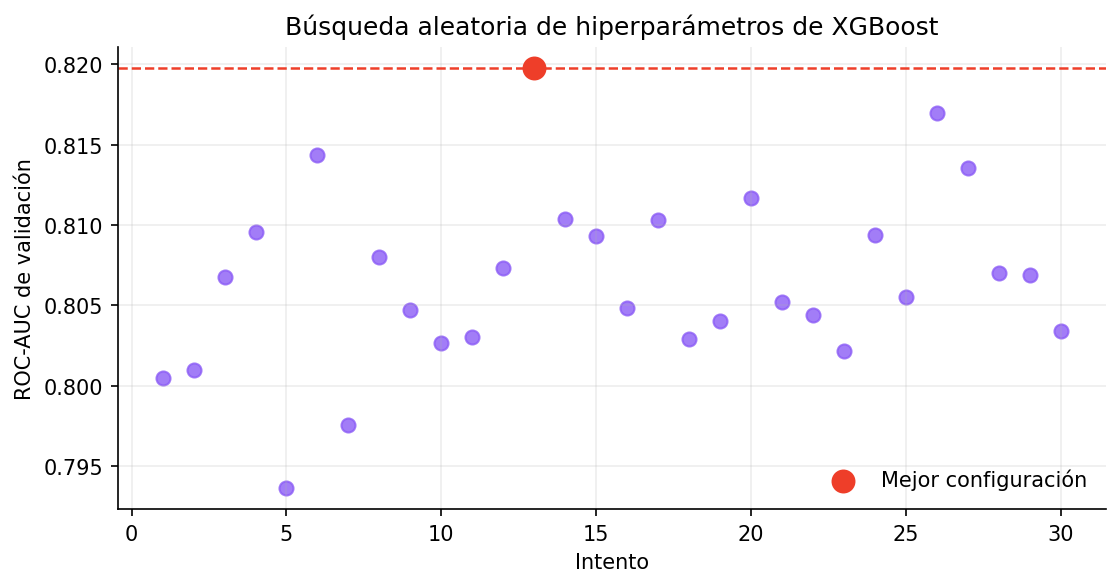 Búsqueda aleatoria de hiperparámetros de XGBoost
ROC-AUC de validación
0.820
0.815
0.810
0.805
0.800
0.795
0 5 10 15 20 25 30
Intento
Mejor configuración